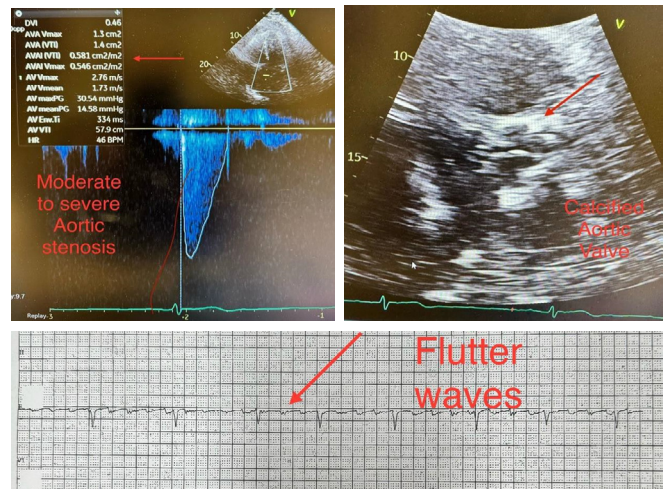 V
DVI 0.46
AVA Vmax 1.3 cm2
AVA (VTI) 1.4 cm2
AVAI (VTI) 0.581 cm2/m2
AVAI Vmax 0.546 cm2/m2
1 AV Vmax 2.76 m/s
AV Vmean 1.73 m/s
AV maxPG 30.54 mmHg
AV meanPG 14.58 mmHg
AV Env.Ti 334 ms
AV VTI 57.9 cm
HR 46 BPM
20
Moderate
to severe
Aortic
stenosis
Replay
-3
-2
-1
V
10
15
Calcified
Aortic
Valve
Flutter
waves